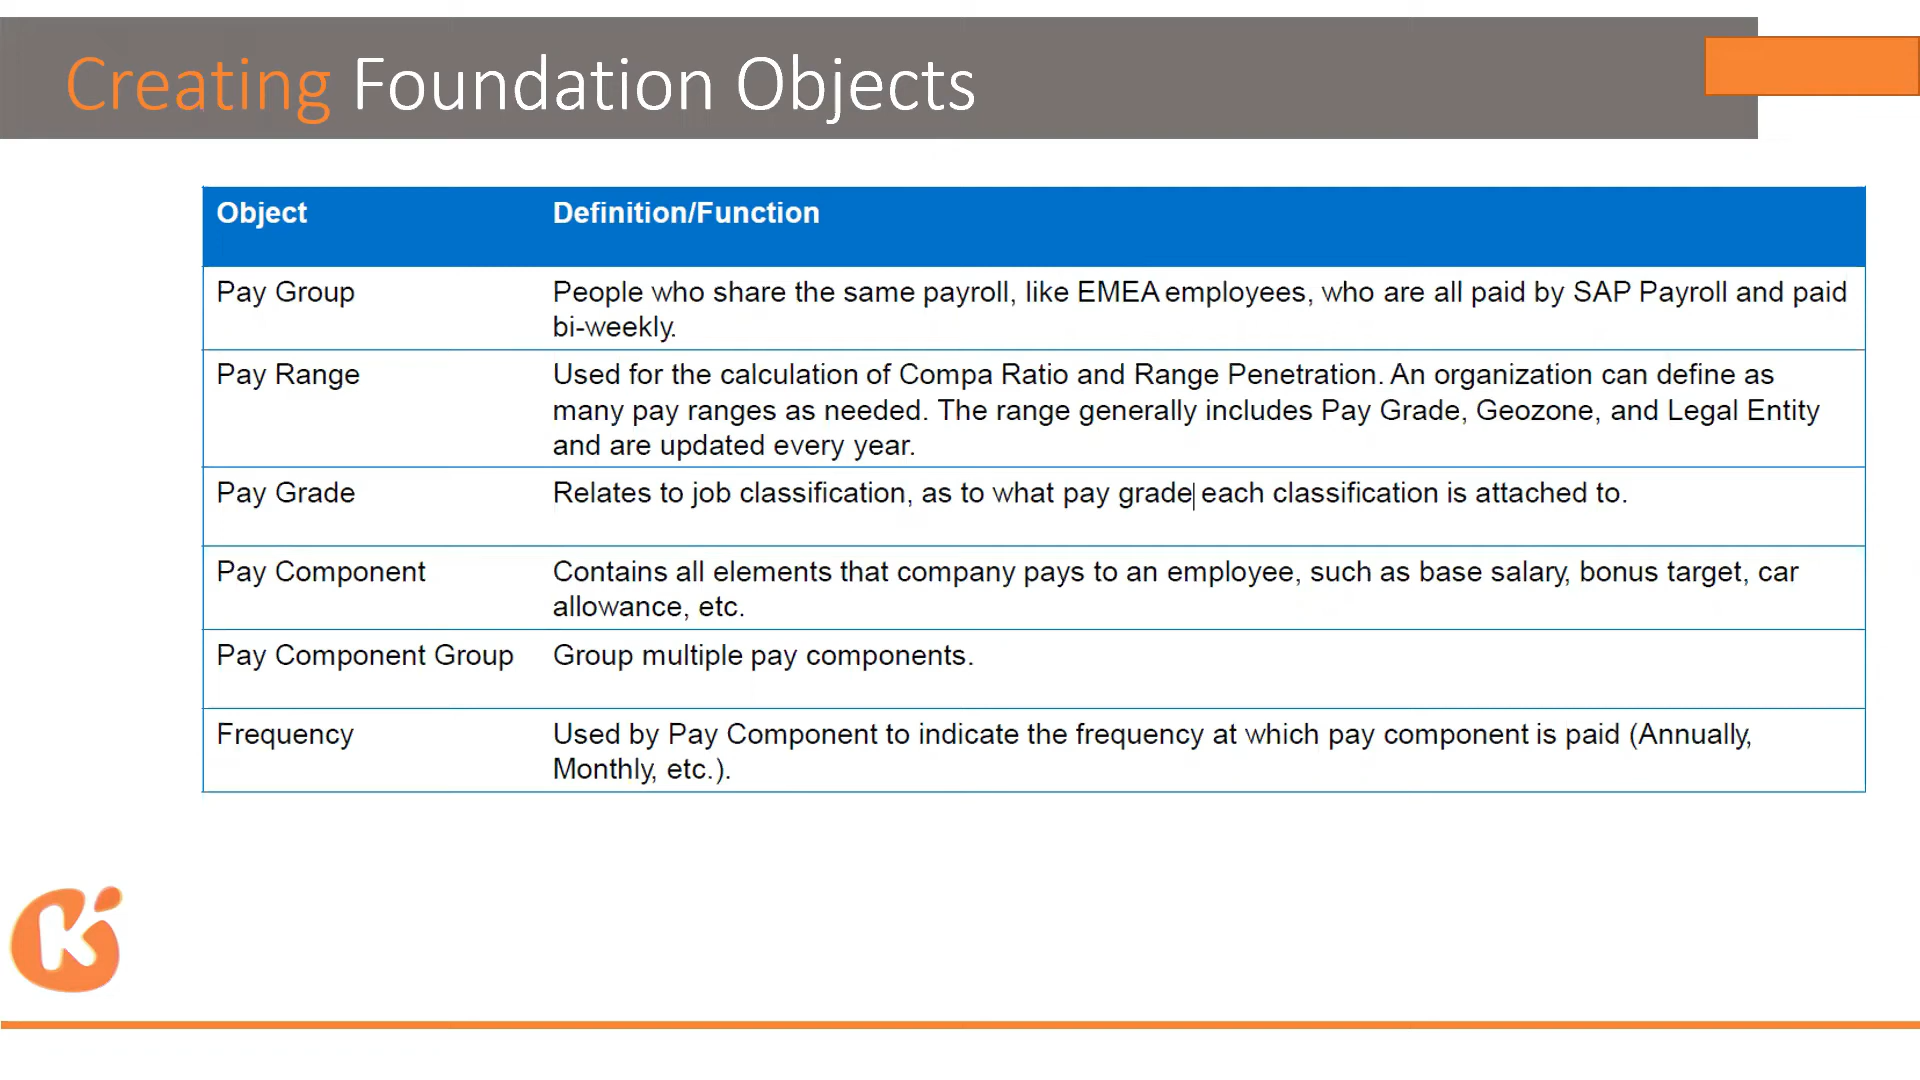 Creating Foundation Objects
Object Definition/Function
Pay Group People who share the same payroll, like EMEA employees, who are all paid by SAP Payroll and paid
bi-weekly.
Pay Range Used for the calculation of Compa Ratio and Range Penetration. An organization can define as
many pay ranges as needed. The range generally includes Pay Grade, Geozone, and Legal Entity
and are updated every year.
Pay Grade Relates to job classification, as to what pay grade each classification is attached to.
Pay Component Contains all elements that company pays to an employee, such as base salary, bonus target, car
allowance, etc.
Pay Component Group Group multiple pay components.
Frequency Used by Pay Component to indicate the frequency at which pay component is paid (Annually,
Monthly, etc.).
K